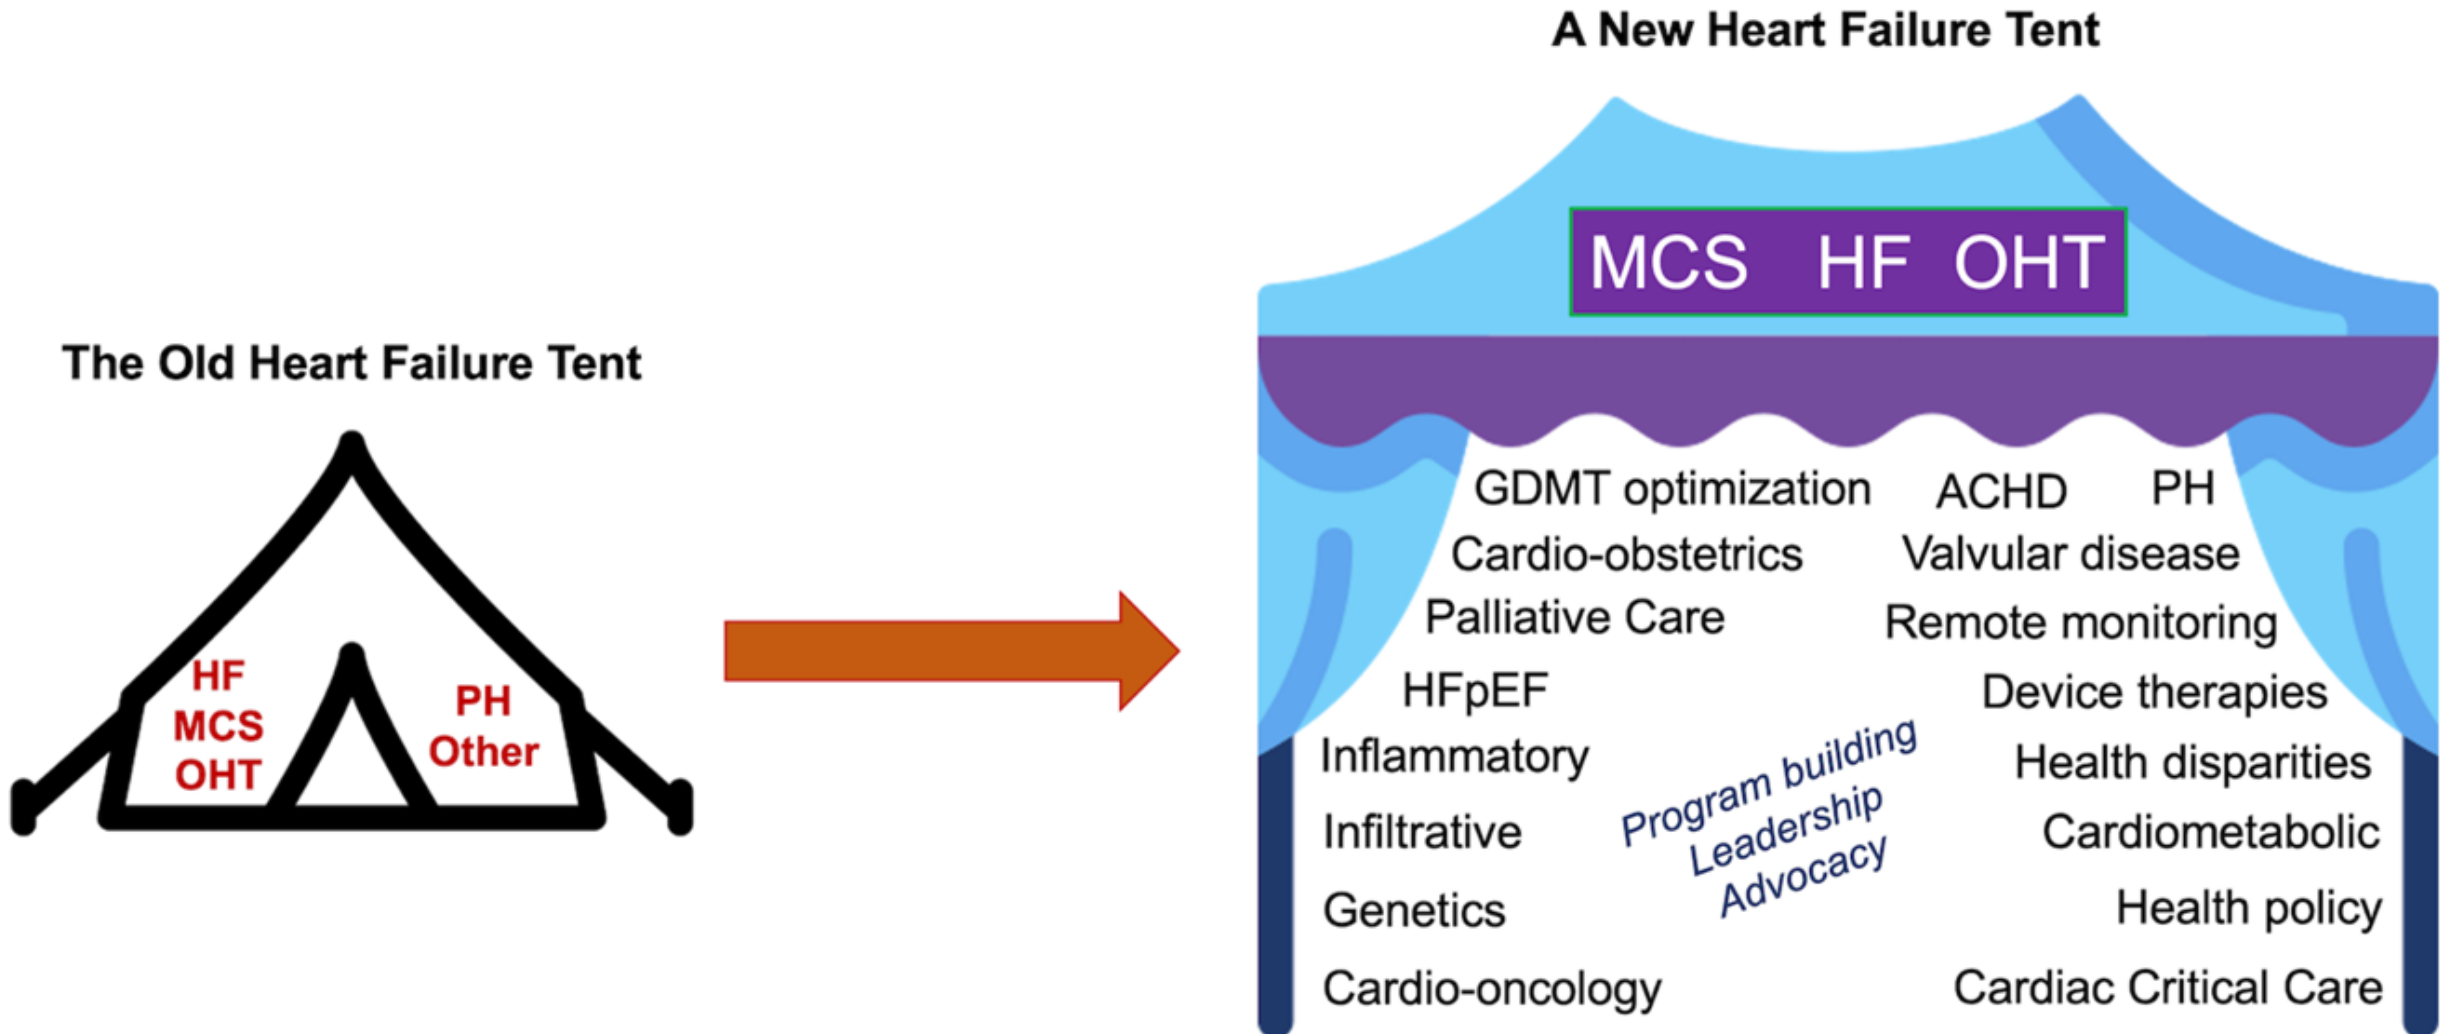 The Old Heart Failure Tent
HF
MCS
OHT
PH
Other
A New Heart Failure Tent
MCS HF OHT
GDMT optimization ACHD PH
Cardio-obstetrics Valvular disease
Palliative Care Remote monitoring
HFpEF Device therapies
Inflammatory Health disparities
Infiltrative Cardiometabolic
Genetics Health policy
Cardio-oncology Cardiac Critical Care
Program building
Leadership
Advocacy